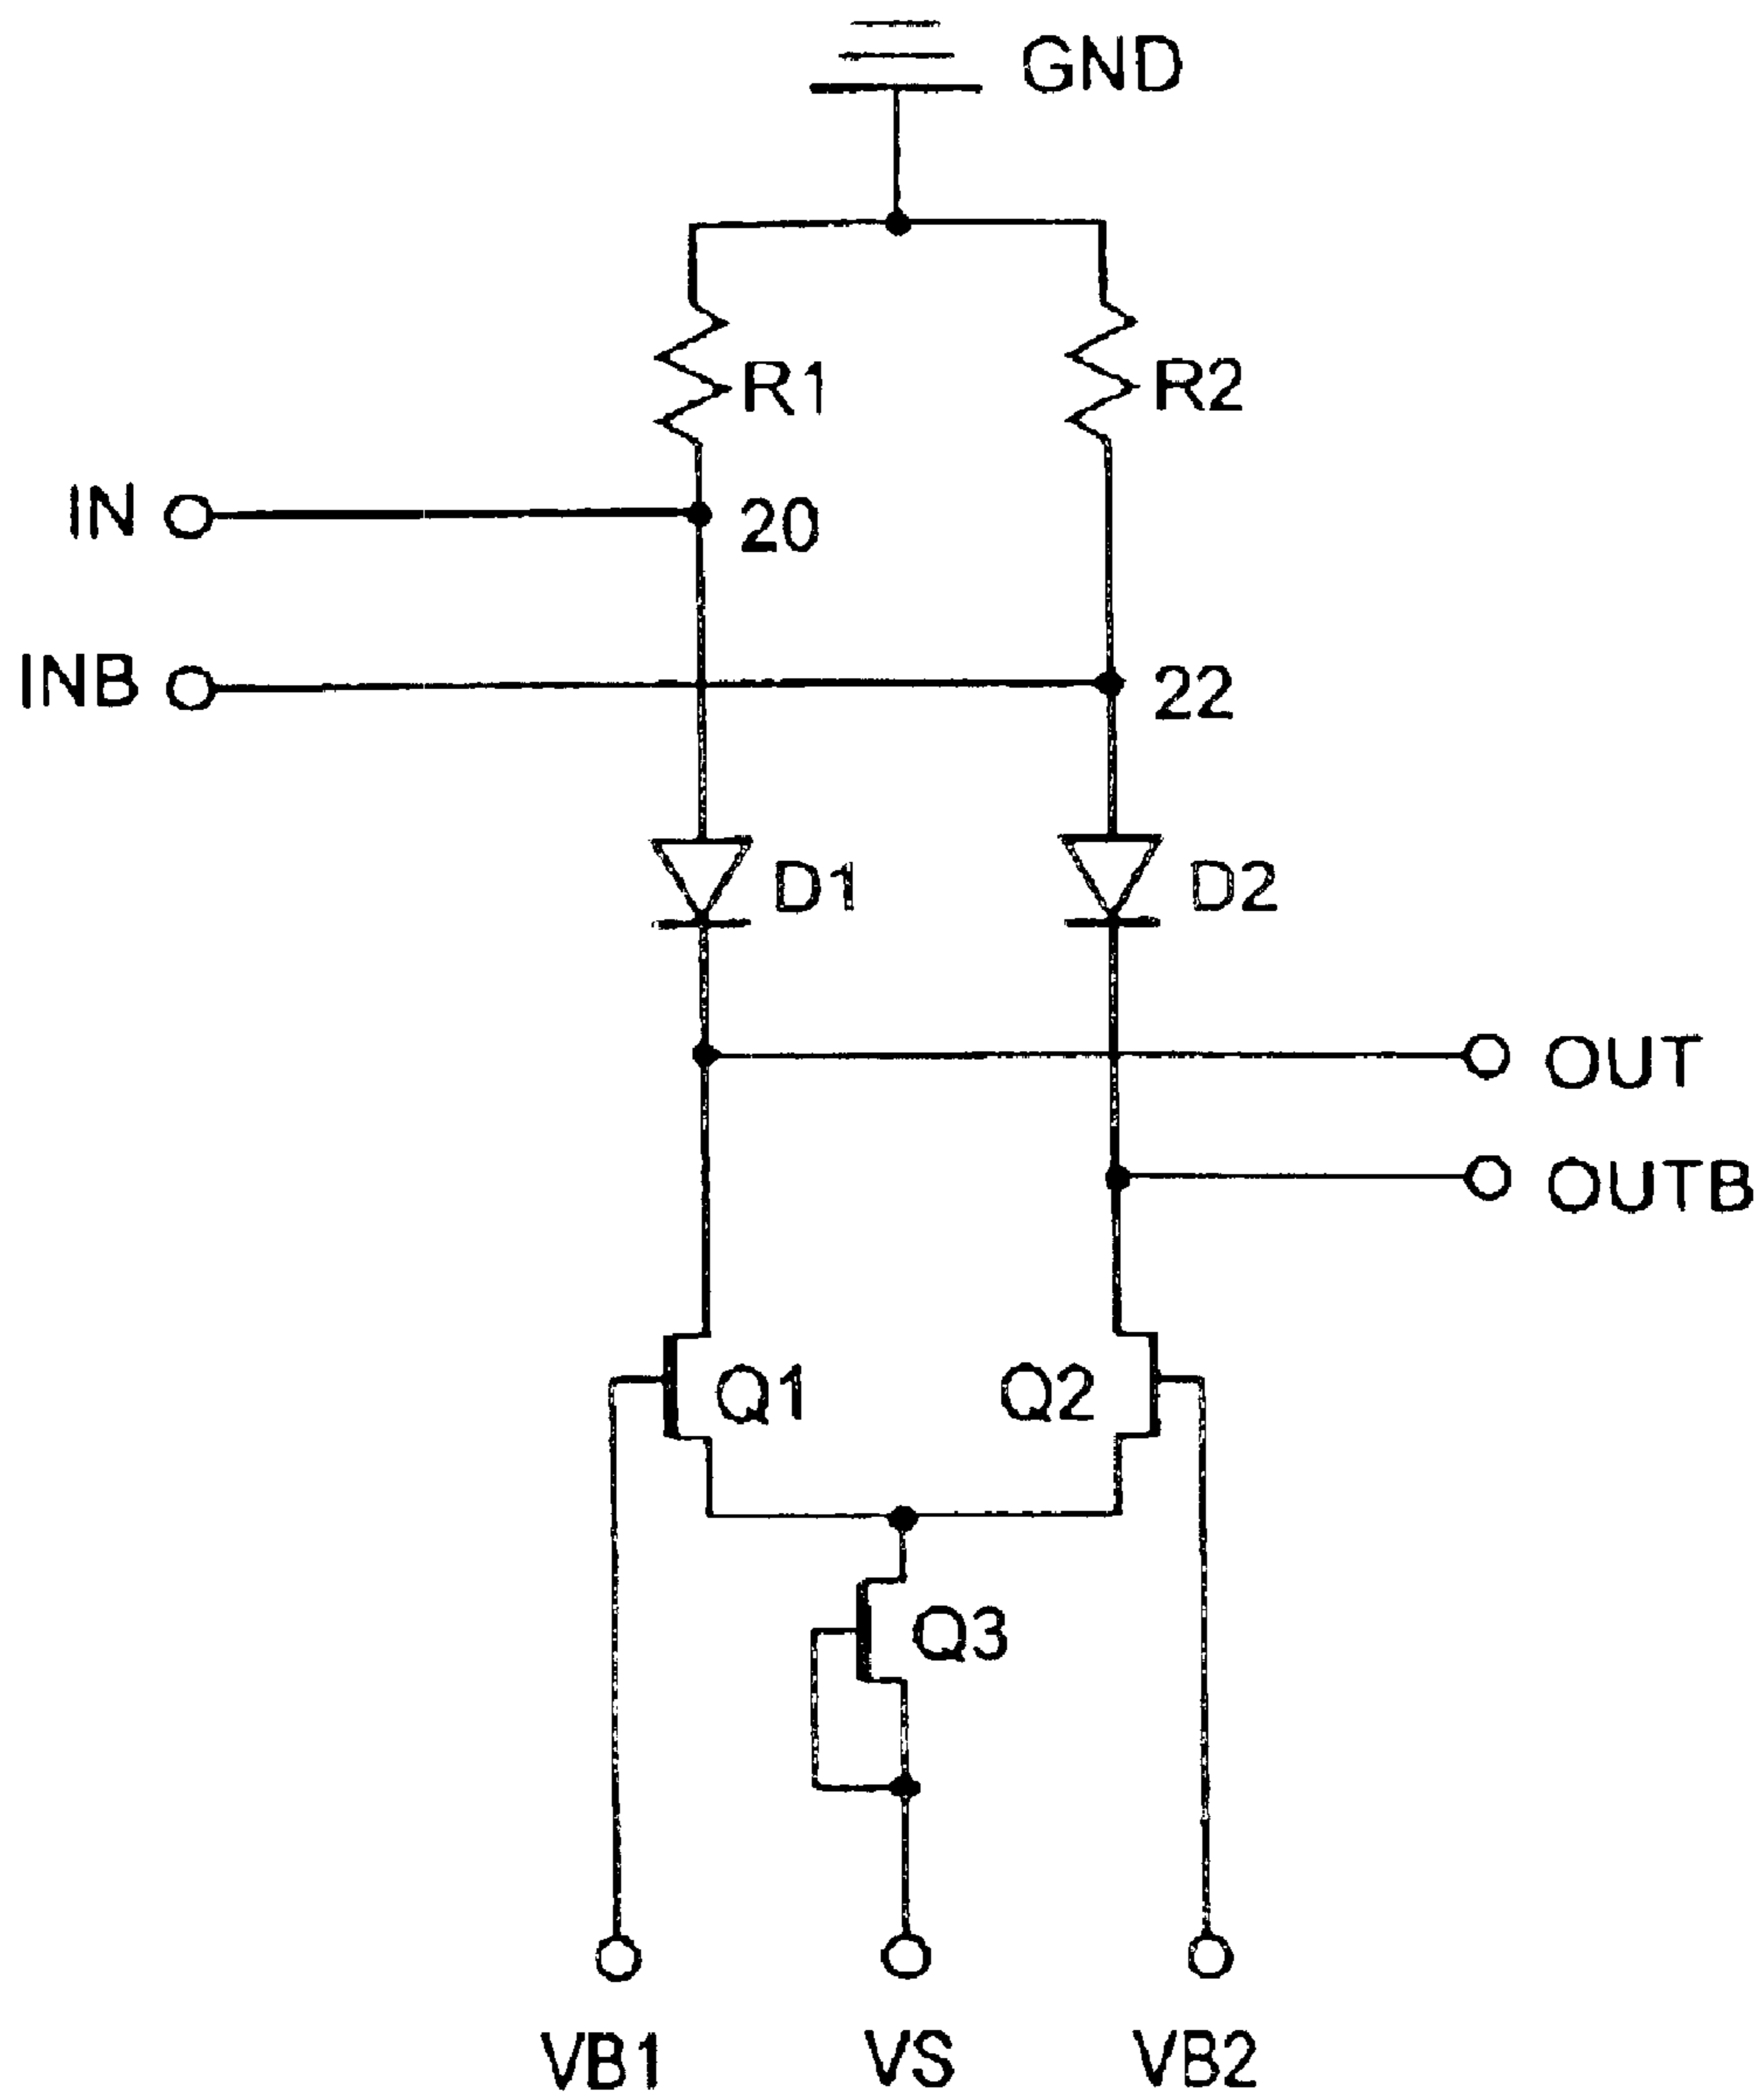 GND
R1 R2
IN 20
INB 22
D1 D2
OUT
OUTB
Q1 Q2
Q3
VB1 VS VB2